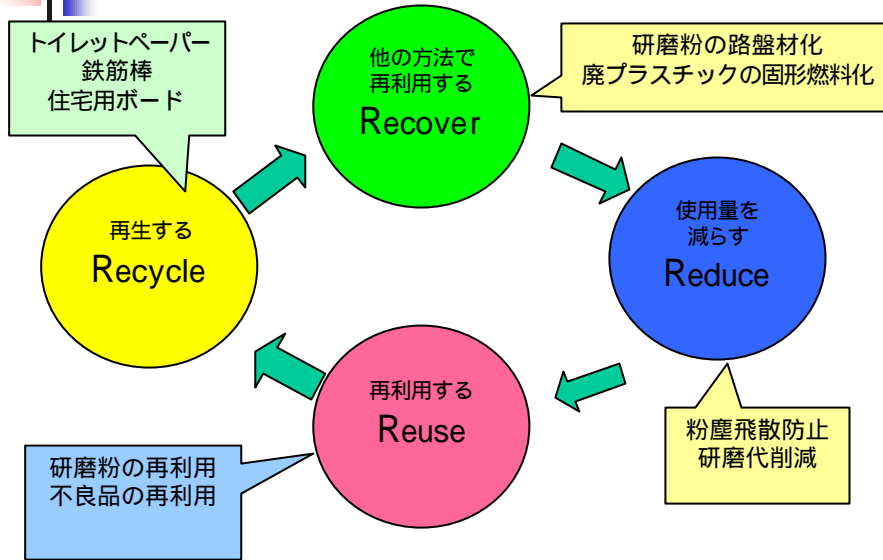 トイレットペーパー
鉄筋棒
住宅用ボード
他の方法で
再利用する
Recover
研磨粉の路盤材化
廃プラスチックの固形燃料化
再生する
Recycle
使用量を
減らす
Reduce
再利用する
Reuse
粉塵飛散防止
研磨代削減
研磨粉の再利用
不良品の再利用